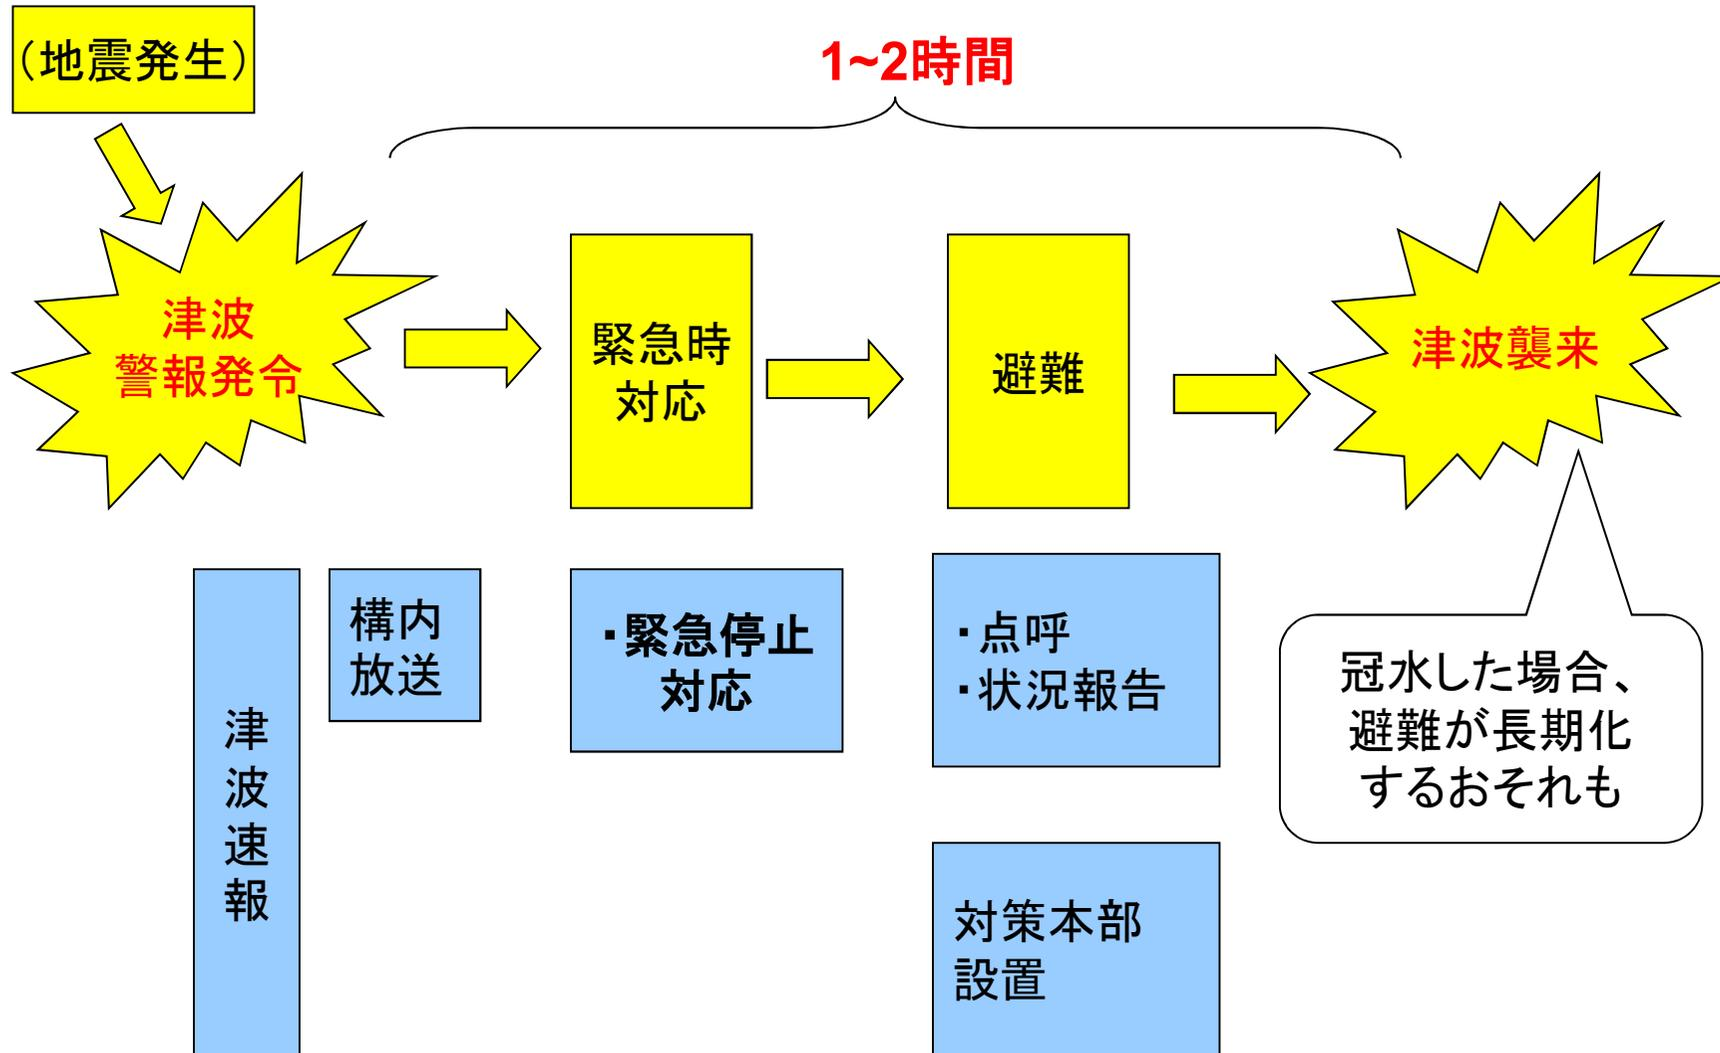 （地震発生）
1~2時間
津波
警報発令
緊急時
対応
避難
津波襲来
津波速報
構内
放送
・緊急停止
対応
・点呼
・状況報告
冠水した場合、
避難が長期化
するおそれも
対策本部
設置